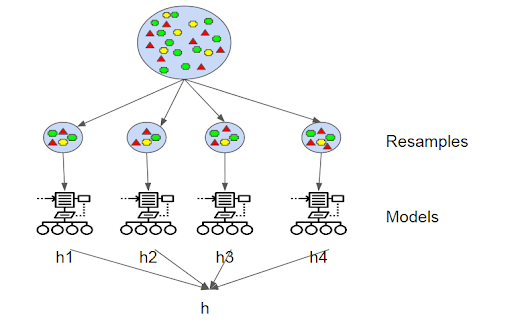 Resamples
Models
h1 h2 h3 h4
h